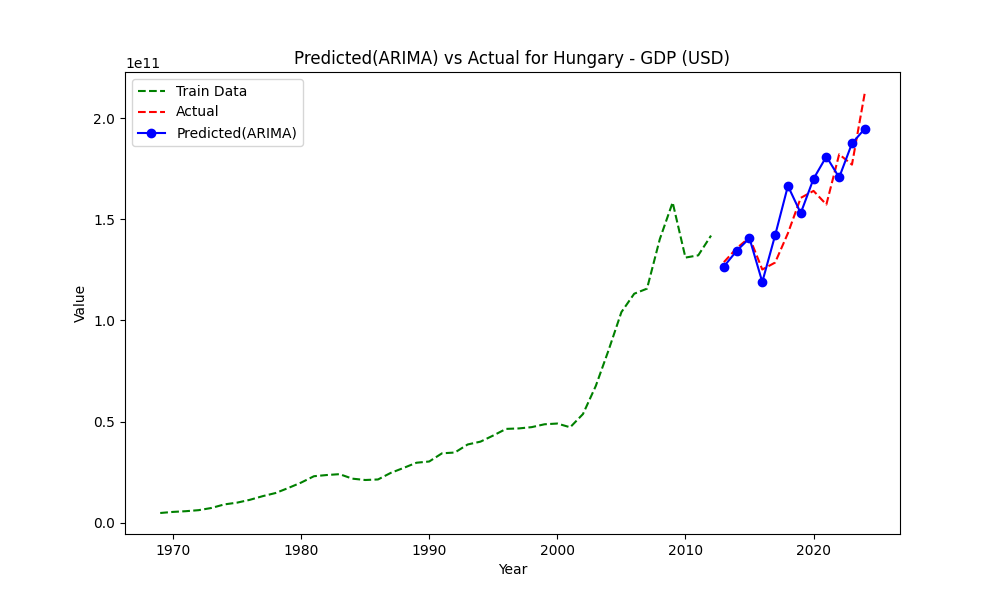 Predicted(ARIMA) vs Actual for Hungary - GDP (USD)
1e11
Train Data
Actual
Predicted(ARIMA)
2.0
1.5
1.0
0.5
0.0
Value
1970 1980 1990 2000 2010 2020
Year